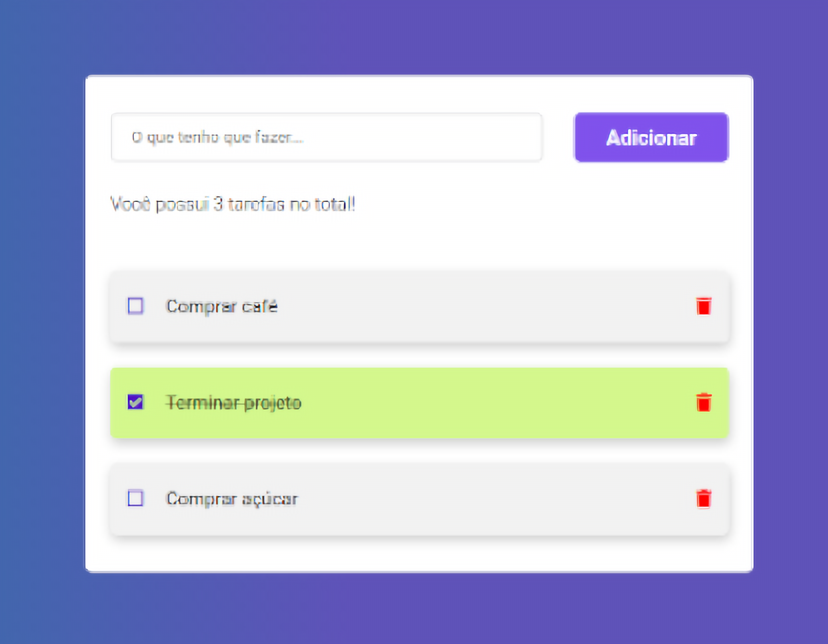 O que tenho que fazer...
Adicionar
Você possui 3 tarefas no total!
Comprar café
Terminar projeto
Comprar açúcar